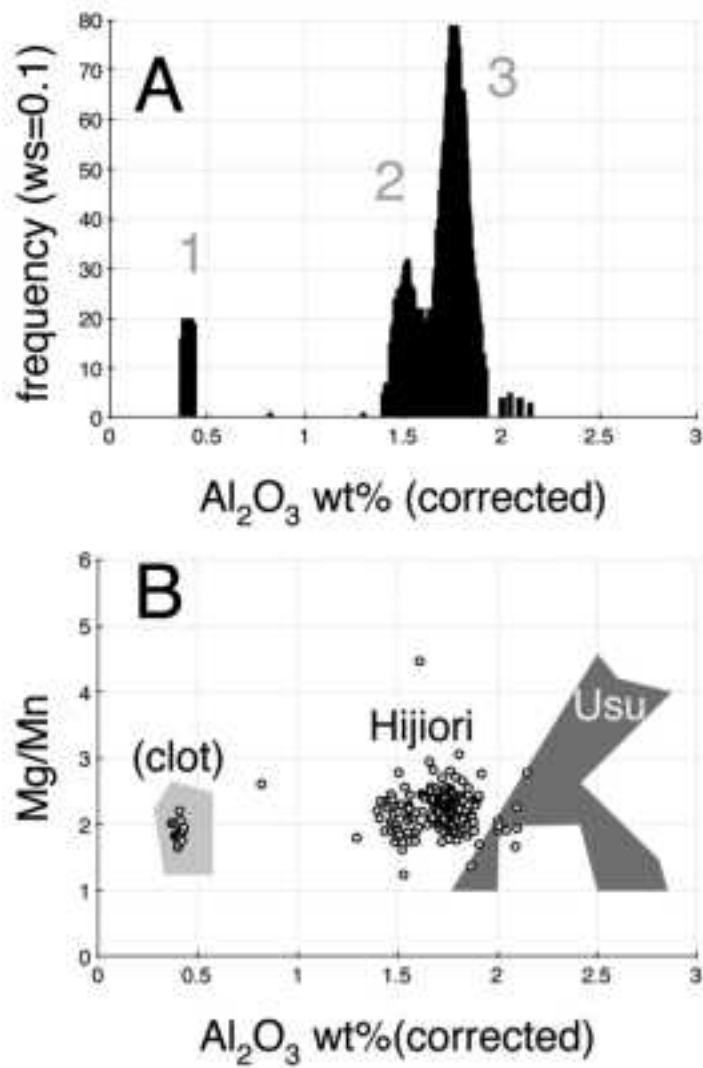 80
70
60
50
40
30
20
10
0
frequency (ws=0.1)
A
1
2
3
0 0.5 1 1.5 2 2.5 3
Al₂O₃ wt% (corrected)
6
5
4
3
2
1
0
Mg/Mn
B
(clot)
Hijiori
Usu
0 0.5 1 1.5 2 2.5 3
Al₂O₃ wt%(corrected)